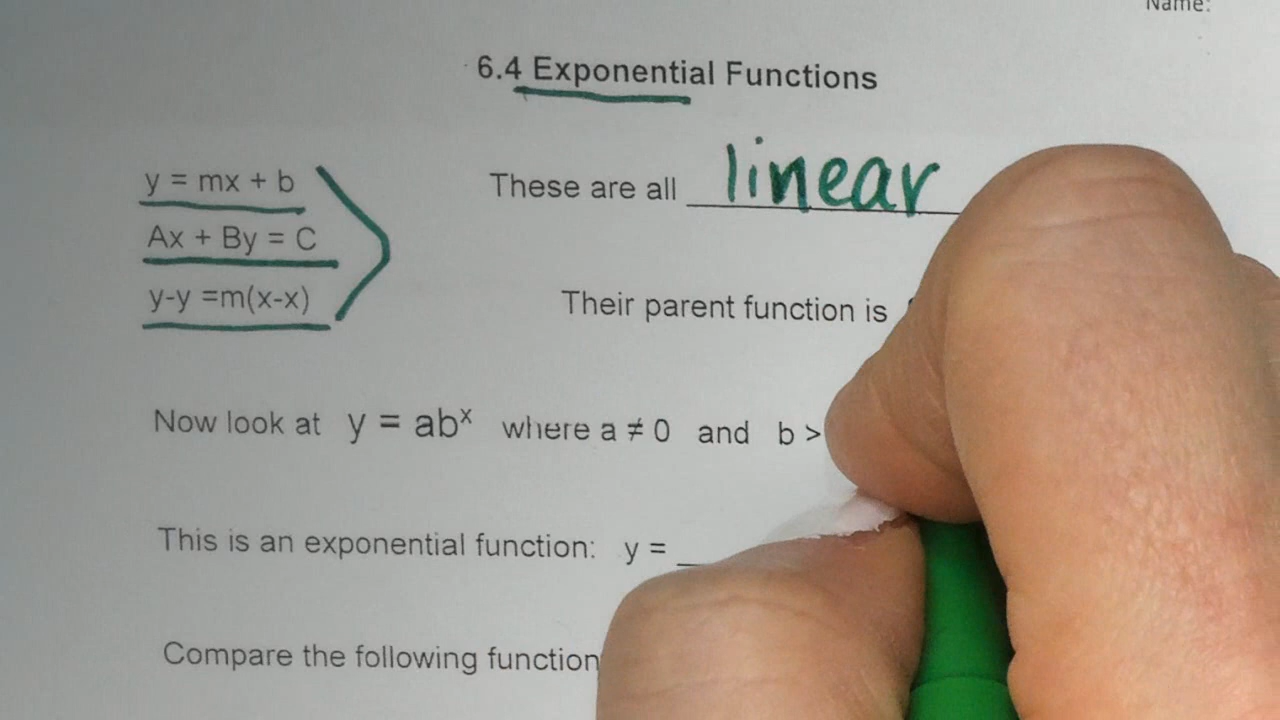 Name:
6.4 Exponential Functions
y = mx + b
These are all linear
Ax + By = C
y-y =m(x-x)
Their parent function is
Now look at y = abˣ where a ≠ 0 and b >
This is an exponential function: y = _
Compare the following function